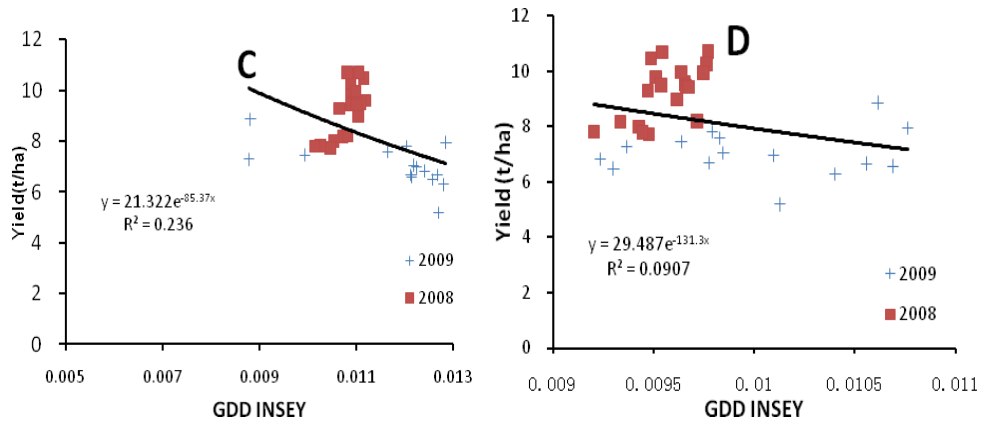 C
Yield(t/ha)
12
10
8
6
4
2
0
y = 21.322e^-85.37x
R² = 0.236
2009
2008
0.005 0.007 0.009 0.011 0.013
GDD INSEY
D
Yield (t/ha)
12
10
8
6
4
2
0
y = 29.487e^-131.3x
R² = 0.0907
2009
2008
0.009 0.0095 0.01 0.0105 0.011
GDD INSEY